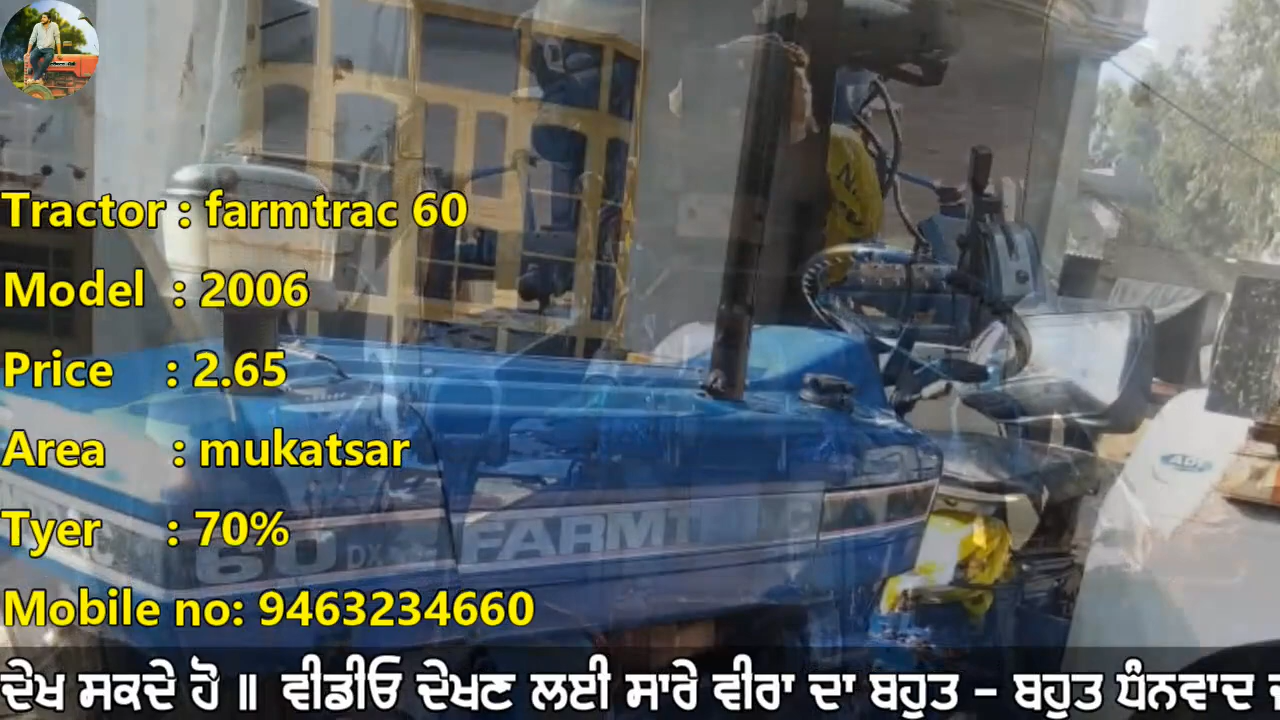 Tractor : farmtrac 60
Model : 2006
Price : 2.65
Area : mukatsar
Tyer : 70%
Mobile no: 9463234660
60 DX FARMT C
ਦੇਖ ਸਕਦੇ ਹੋ ॥ ਵੀਡੀਓ ਦੇਖਣ ਲਈ ਸਾਰੇ ਵੀਰਾ ਦਾ ਬਹੁਤ - ਬਹੁਤ ਧੰਨਵਾਦ